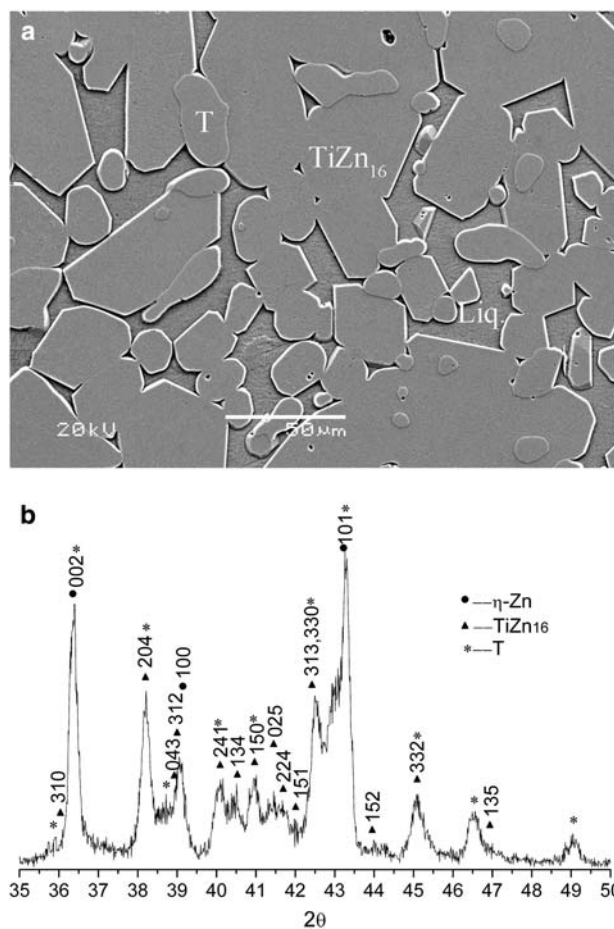 a
T
TiZn₁₆
Liq.
20kU 50μm
b
101*
002*
●—η-Zn
▲—TiZn16
*—T
204*
313,330*
100
312
043
310
*
*
241*
134
150*
025
224
151
152
332*
*
135
*
35 36 37 38 39 40 41 42 43 44 45 46 47 48 49 50
2θ